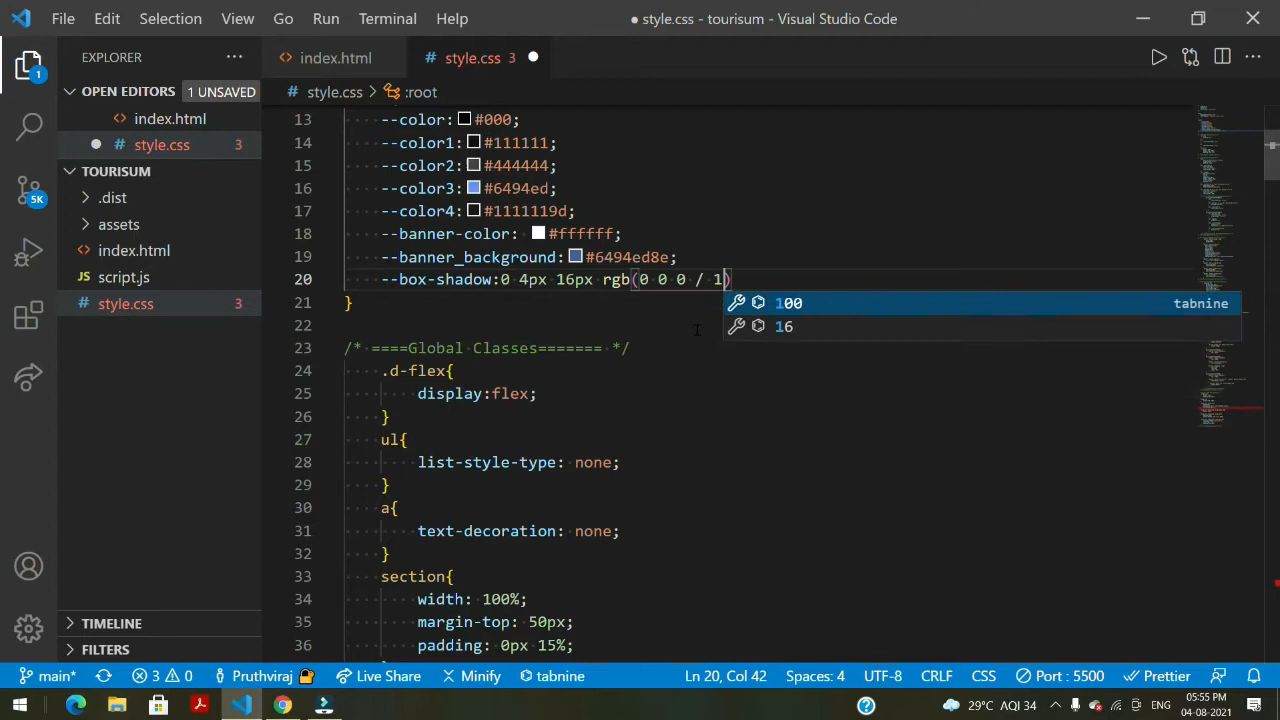 File Edit Selection View Go Run Terminal Help
● style.css - tourisum - Visual Studio Code
EXPLORER
OPEN EDITORS 1 UNSAVED
index.html
style.css 3
TOURISUM
.dist
assets
index.html
script.js
style.css 3
TIMELINE
FILTERS
1
5K
index.html
# style.css 3
# style.css > :root
13 --color: #000;
14 --color1: #111111;
15 --color2: #444444;
16 --color3: #6494ed;
17 --color4: #1111119d;
18 --banner-color: #ffffff;
19 --banner_background: #6494ed8e;
20 --box-shadow:0 4px 16px rgb(0 0 0 / 1)
21 }
100 tabnine
16
22
23 /* ====Global Classes======= */
24 .d-flex{
25 display:flex;
26 }
27 ul{
28 list-style-type: none;
29 }
30 a{
31 text-decoration: none;
32 }
33 section{
34 width: 100%;
35 margin-top: 50px;
36 padding: 0px 15%;
main* 3 0 Pruthviraj Live Share Minify tabnine Ln 20, Col 42 Spaces: 4 UTF-8 CRLF CSS Port : 5500 Prettier
29°C AQI 34 ENG 05:55 PM
04-08-2021